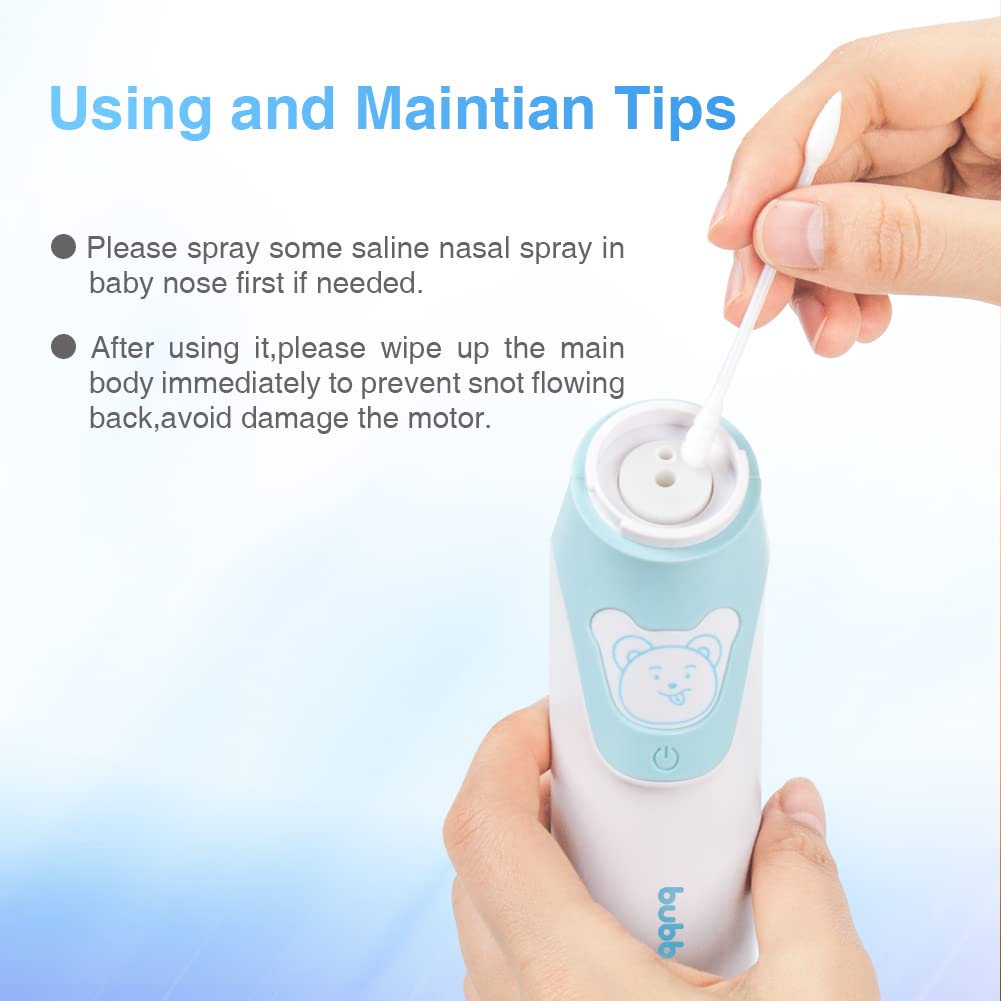 Using and Maintian Tips
● Please spray some saline nasal spray in
baby nose first if needed.
● After using it,please wipe up the main
body immediately to prevent snot flowing
back,avoid damage the motor.
bubb